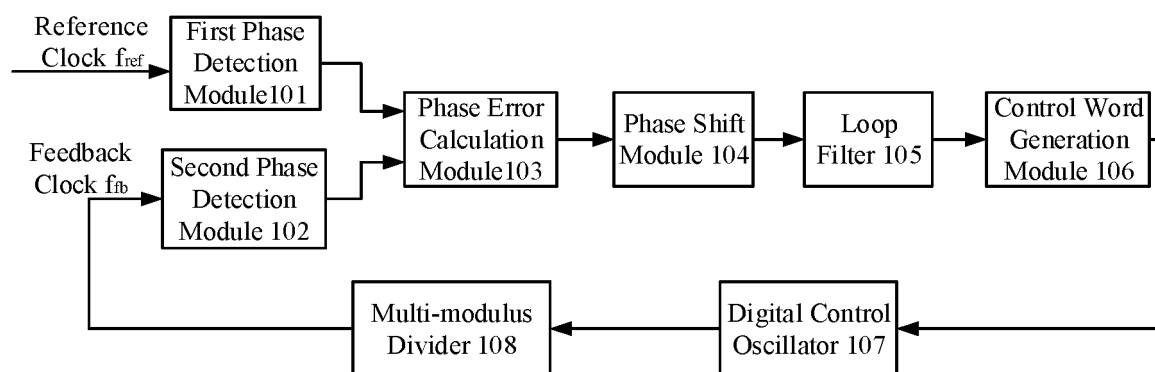 Reference
Clock fref
First Phase
Detection
Module101
Feedback
Clock ffb
Second Phase
Detection
Module 102
Phase Error
Calculation
Module103
Phase Shift
Module 104
Loop
Filter 105
Control Word
Generation
Module 106
Multi-modulus
Divider 108
Digital Control
Oscillator 107